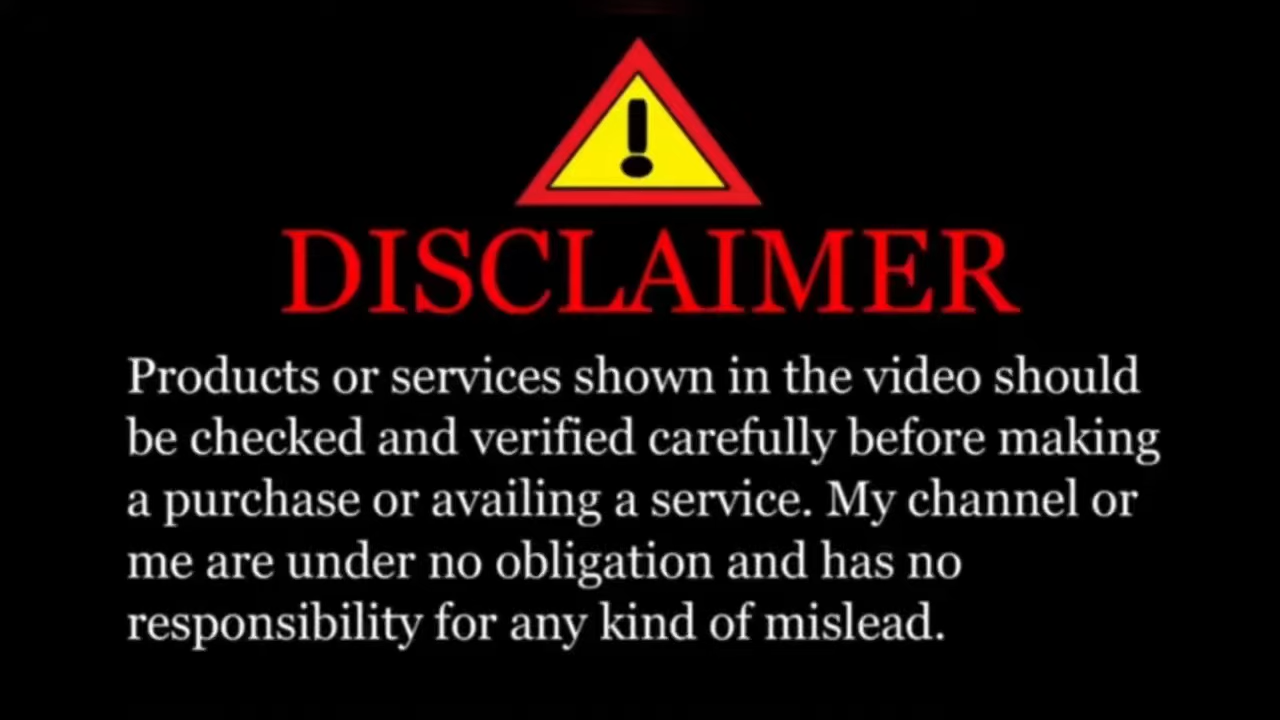 DISCLAIMER
Products or services shown in the video should
be checked and verified carefully before making
a purchase or availing a service. My channel or
me are under no obligation and has no
responsibility for any kind of mislead.